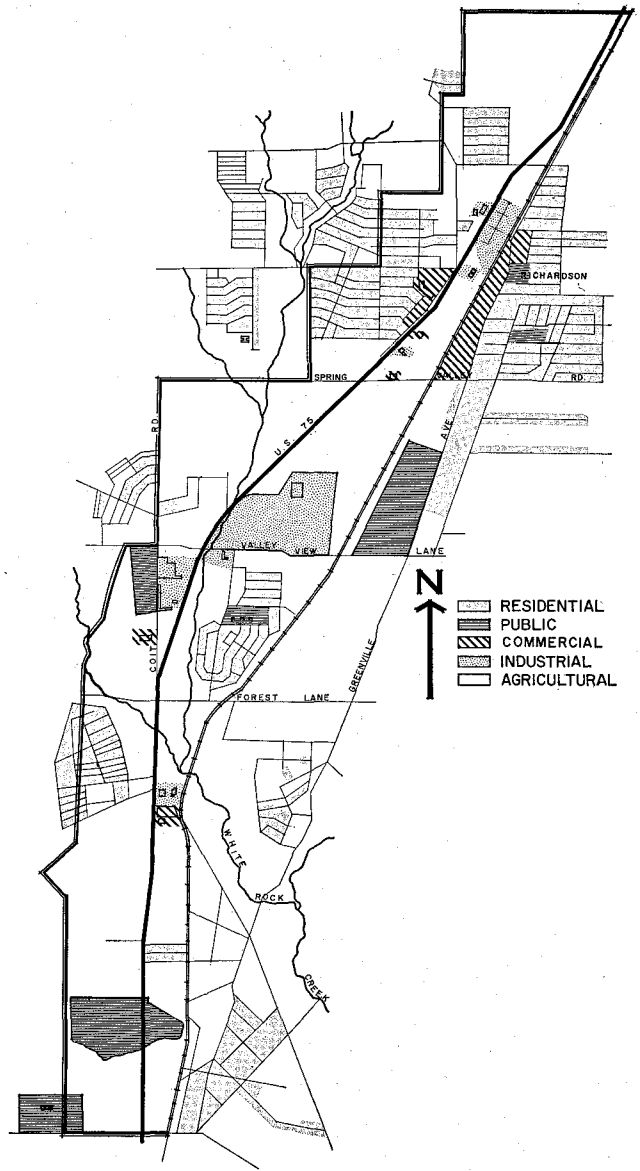 RICHARDSON
SPRING
VALLEY
RD.
RD.
U.S. 75
AVE.
VALLEY VIEW LANE
N
COIT
RESIDENTIAL
PUBLIC
COMMERCIAL
INDUSTRIAL
AGRICULTURAL
GREENVILLE
FOREST LANE
WHITE
ROCK
CREEK